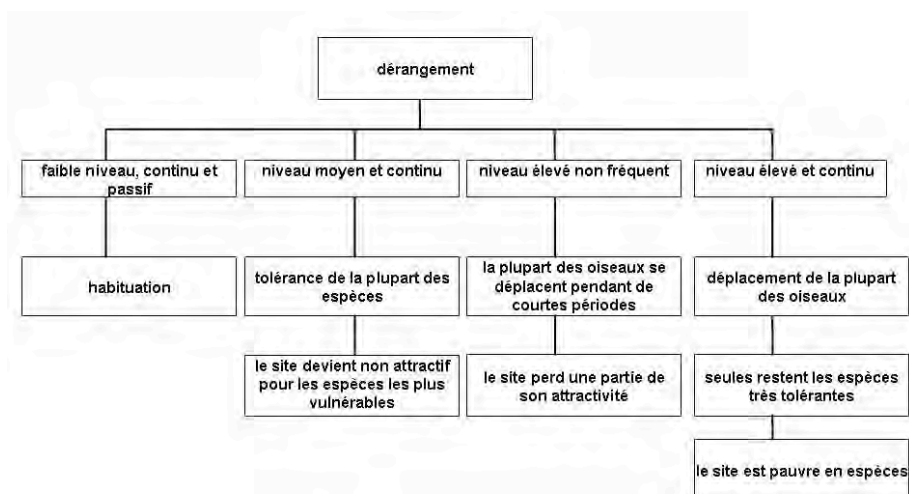 dérangement
faible niveau, continu et
passif
niveau moyen et continu
niveau élevé non fréquent
niveau élevé et continu
habituation
tolérance de la plupart des
espèces
la plupart des oiseaux se
déplacent pendant de
courtes périodes
déplacement de la plupart
des oiseaux
le site devient non attractif
pour les espèces les plus
vulnérables
le site perd une partie de
son attractivité
seules restent les espèces
très tolérantes
le site est pauvre en espèces